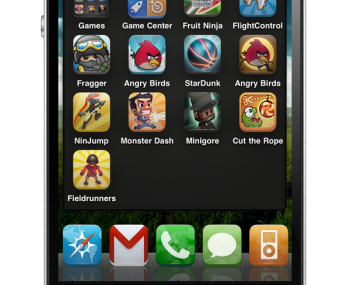 Games Game Center Fruit Ninja FlightControl
Fragger Angry Birds StarDunk Angry Birds
NinJump Monster Dash Minigore Cut the Rope
Fieldrunners